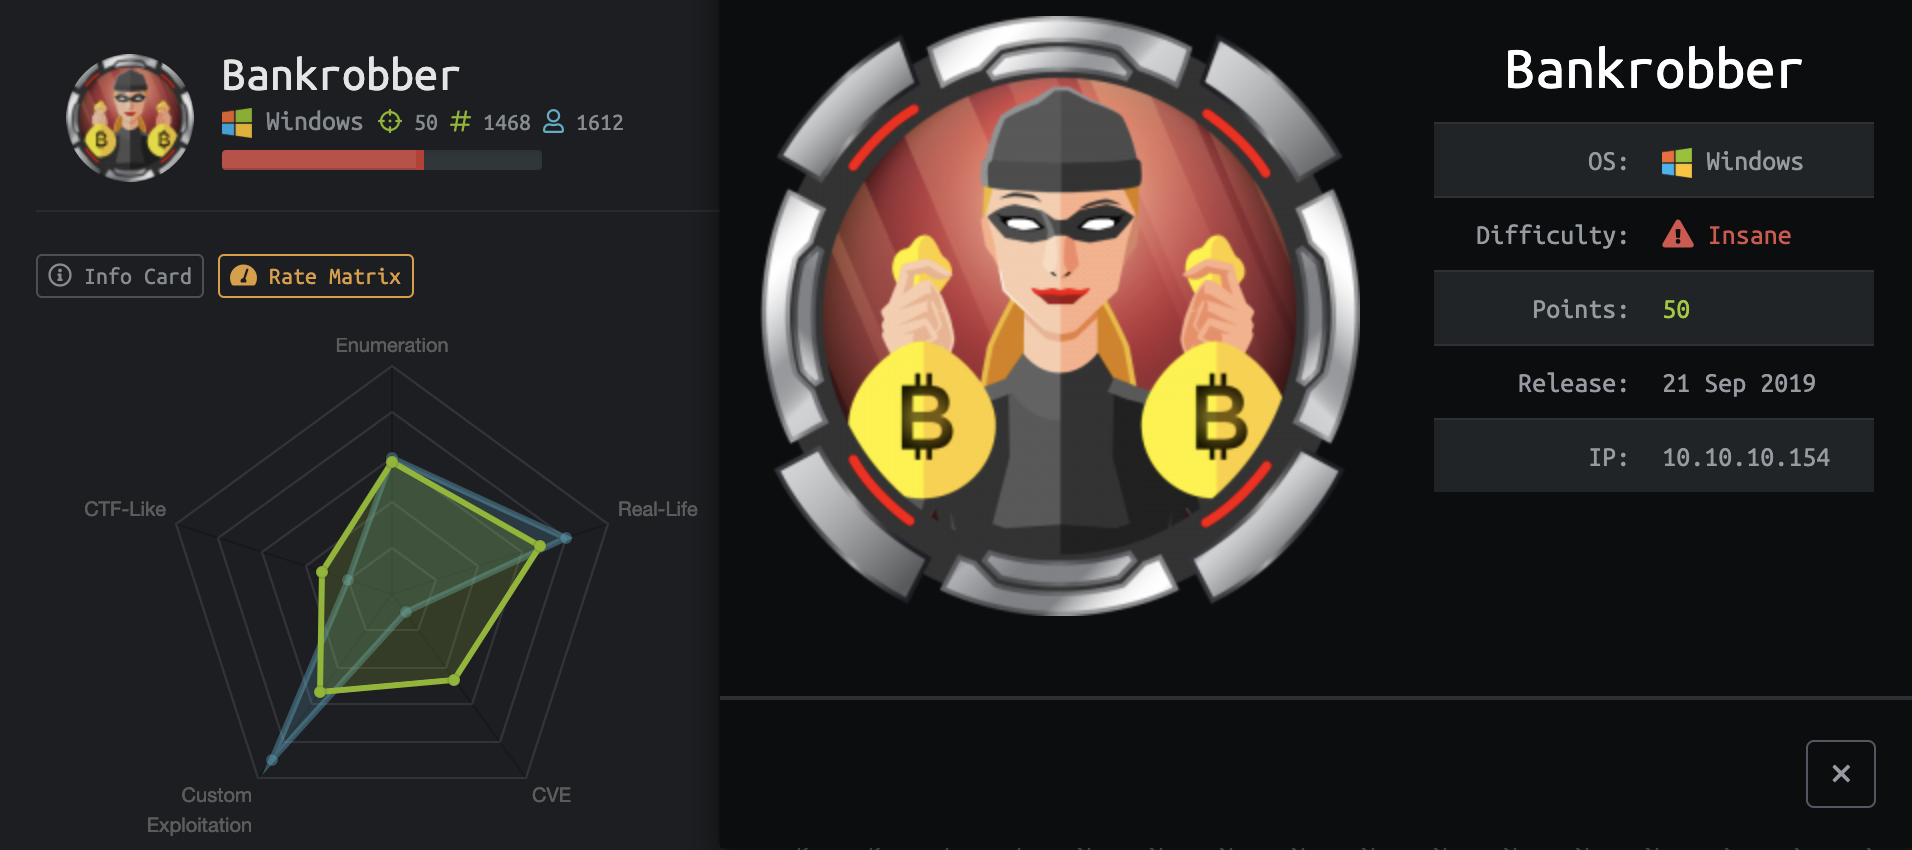 Bankrobber
Windows 50 # 1468 1612
Info Card
Rate Matrix
Enumeration
CTF-Like
Real-Life
Custom
Exploitation
CVE
Bankrobber
OS: Windows
Difficulty: Insane
Points: 50
Release: 21 Sep 2019
IP: 10.10.10.154